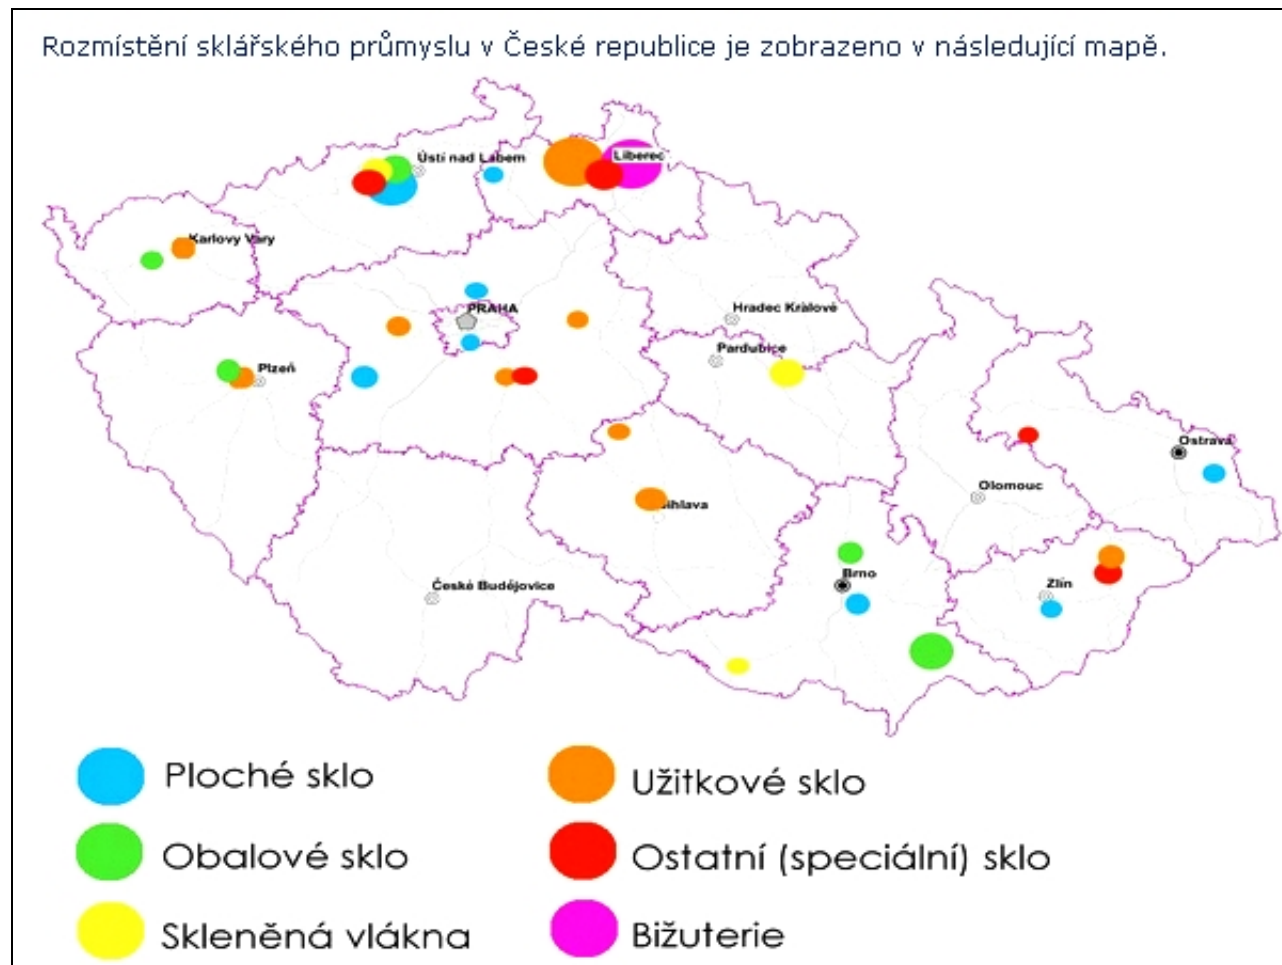 Rozmístění sklářského průmyslu v České republice je zobrazeno v následující mapě.
Ústí nad Labem
Liberec
Karlovy Vary
PRAHA
Hradec Králové
Pardubice
Plzeň
Ostrava
Olomouc
Jihlava
Brno
Zlín
České Budějovice
Ploché sklo
Užitkové sklo
Obalové sklo
Ostatní (speciální) sklo
Skleněná vlákna
Bižuterie